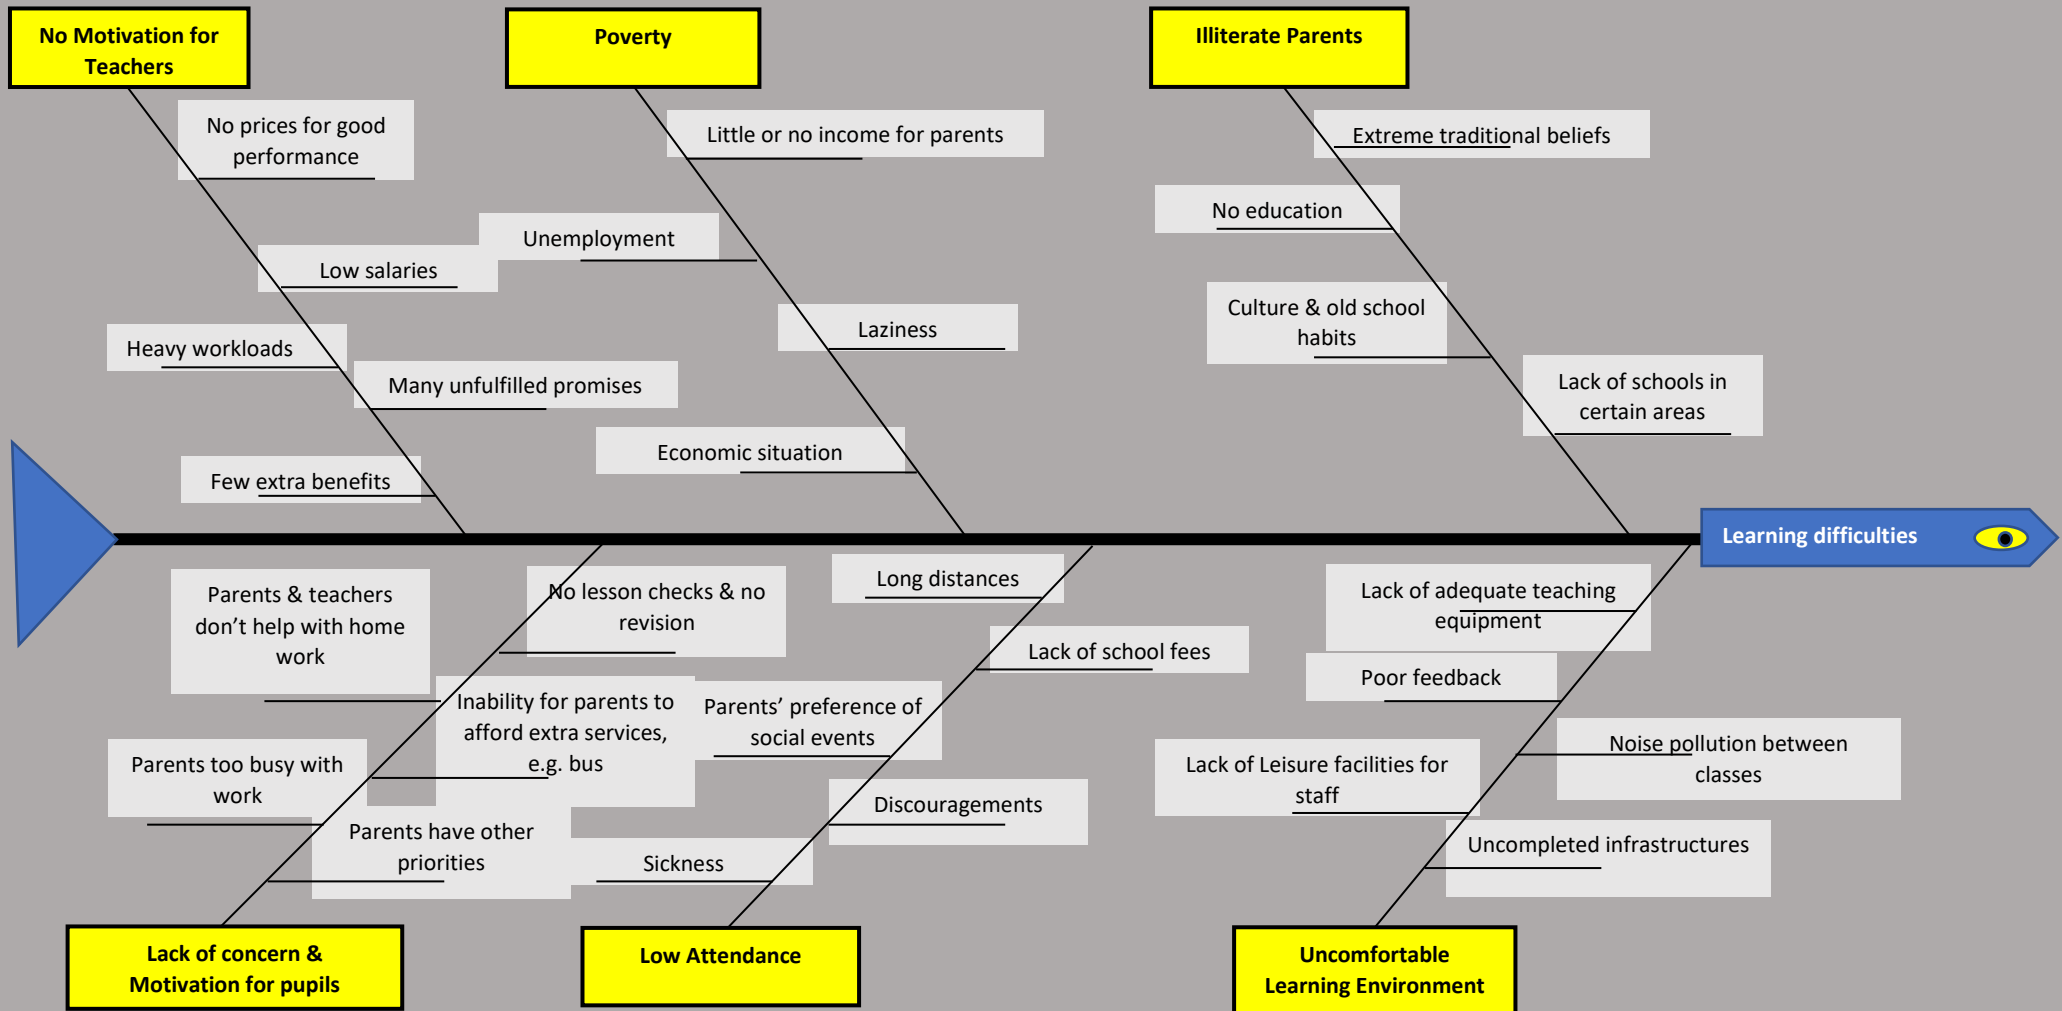 No Motivation for
Teachers
Poverty
Illiterate Parents
No prices for good
performance
Little or no income for parents
Extreme traditional beliefs
No education
Unemployment
Low salaries
Culture & old school
habits
Laziness
Heavy workloads
Many unfulfilled promises
Lack of schools in
certain areas
Economic situation
Few extra benefits
Learning difficulties
Parents & teachers
don’t help with home
work
No lesson checks & no
revision
Long distances
Lack of adequate teaching
equipment
Lack of school fees
Poor feedback
Inability for parents to
afford extra services,
e.g. bus
Parents’ preference of
social events
Noise pollution between
classes
Parents too busy with
work
Lack of Leisure facilities for
staff
Discouragements
Parents have other
priorities
Uncompleted infrastructures
Sickness
Lack of concern &
Motivation for pupils
Low Attendance
Uncomfortable
Learning Environment